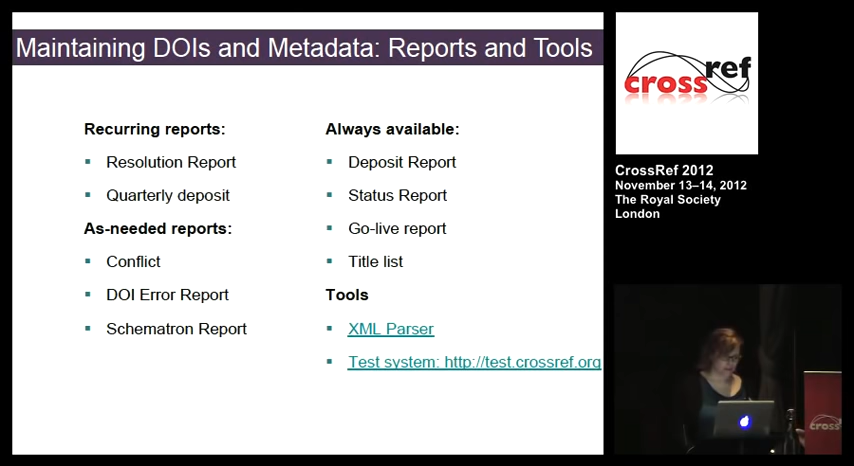 Maintaining DOIs and Metadata: Reports and Tools
Recurring reports:
Resolution Report
Quarterly deposit
As-needed reports:
Conflict
DOI Error Report
Schematron Report
Always available:
Deposit Report
Status Report
Go-live report
Title list
Tools
XML Parser
Test system: http://test.crossref.org
crossref
CrossRef 2012
November 13–14, 2012
The Royal Society
London
cross